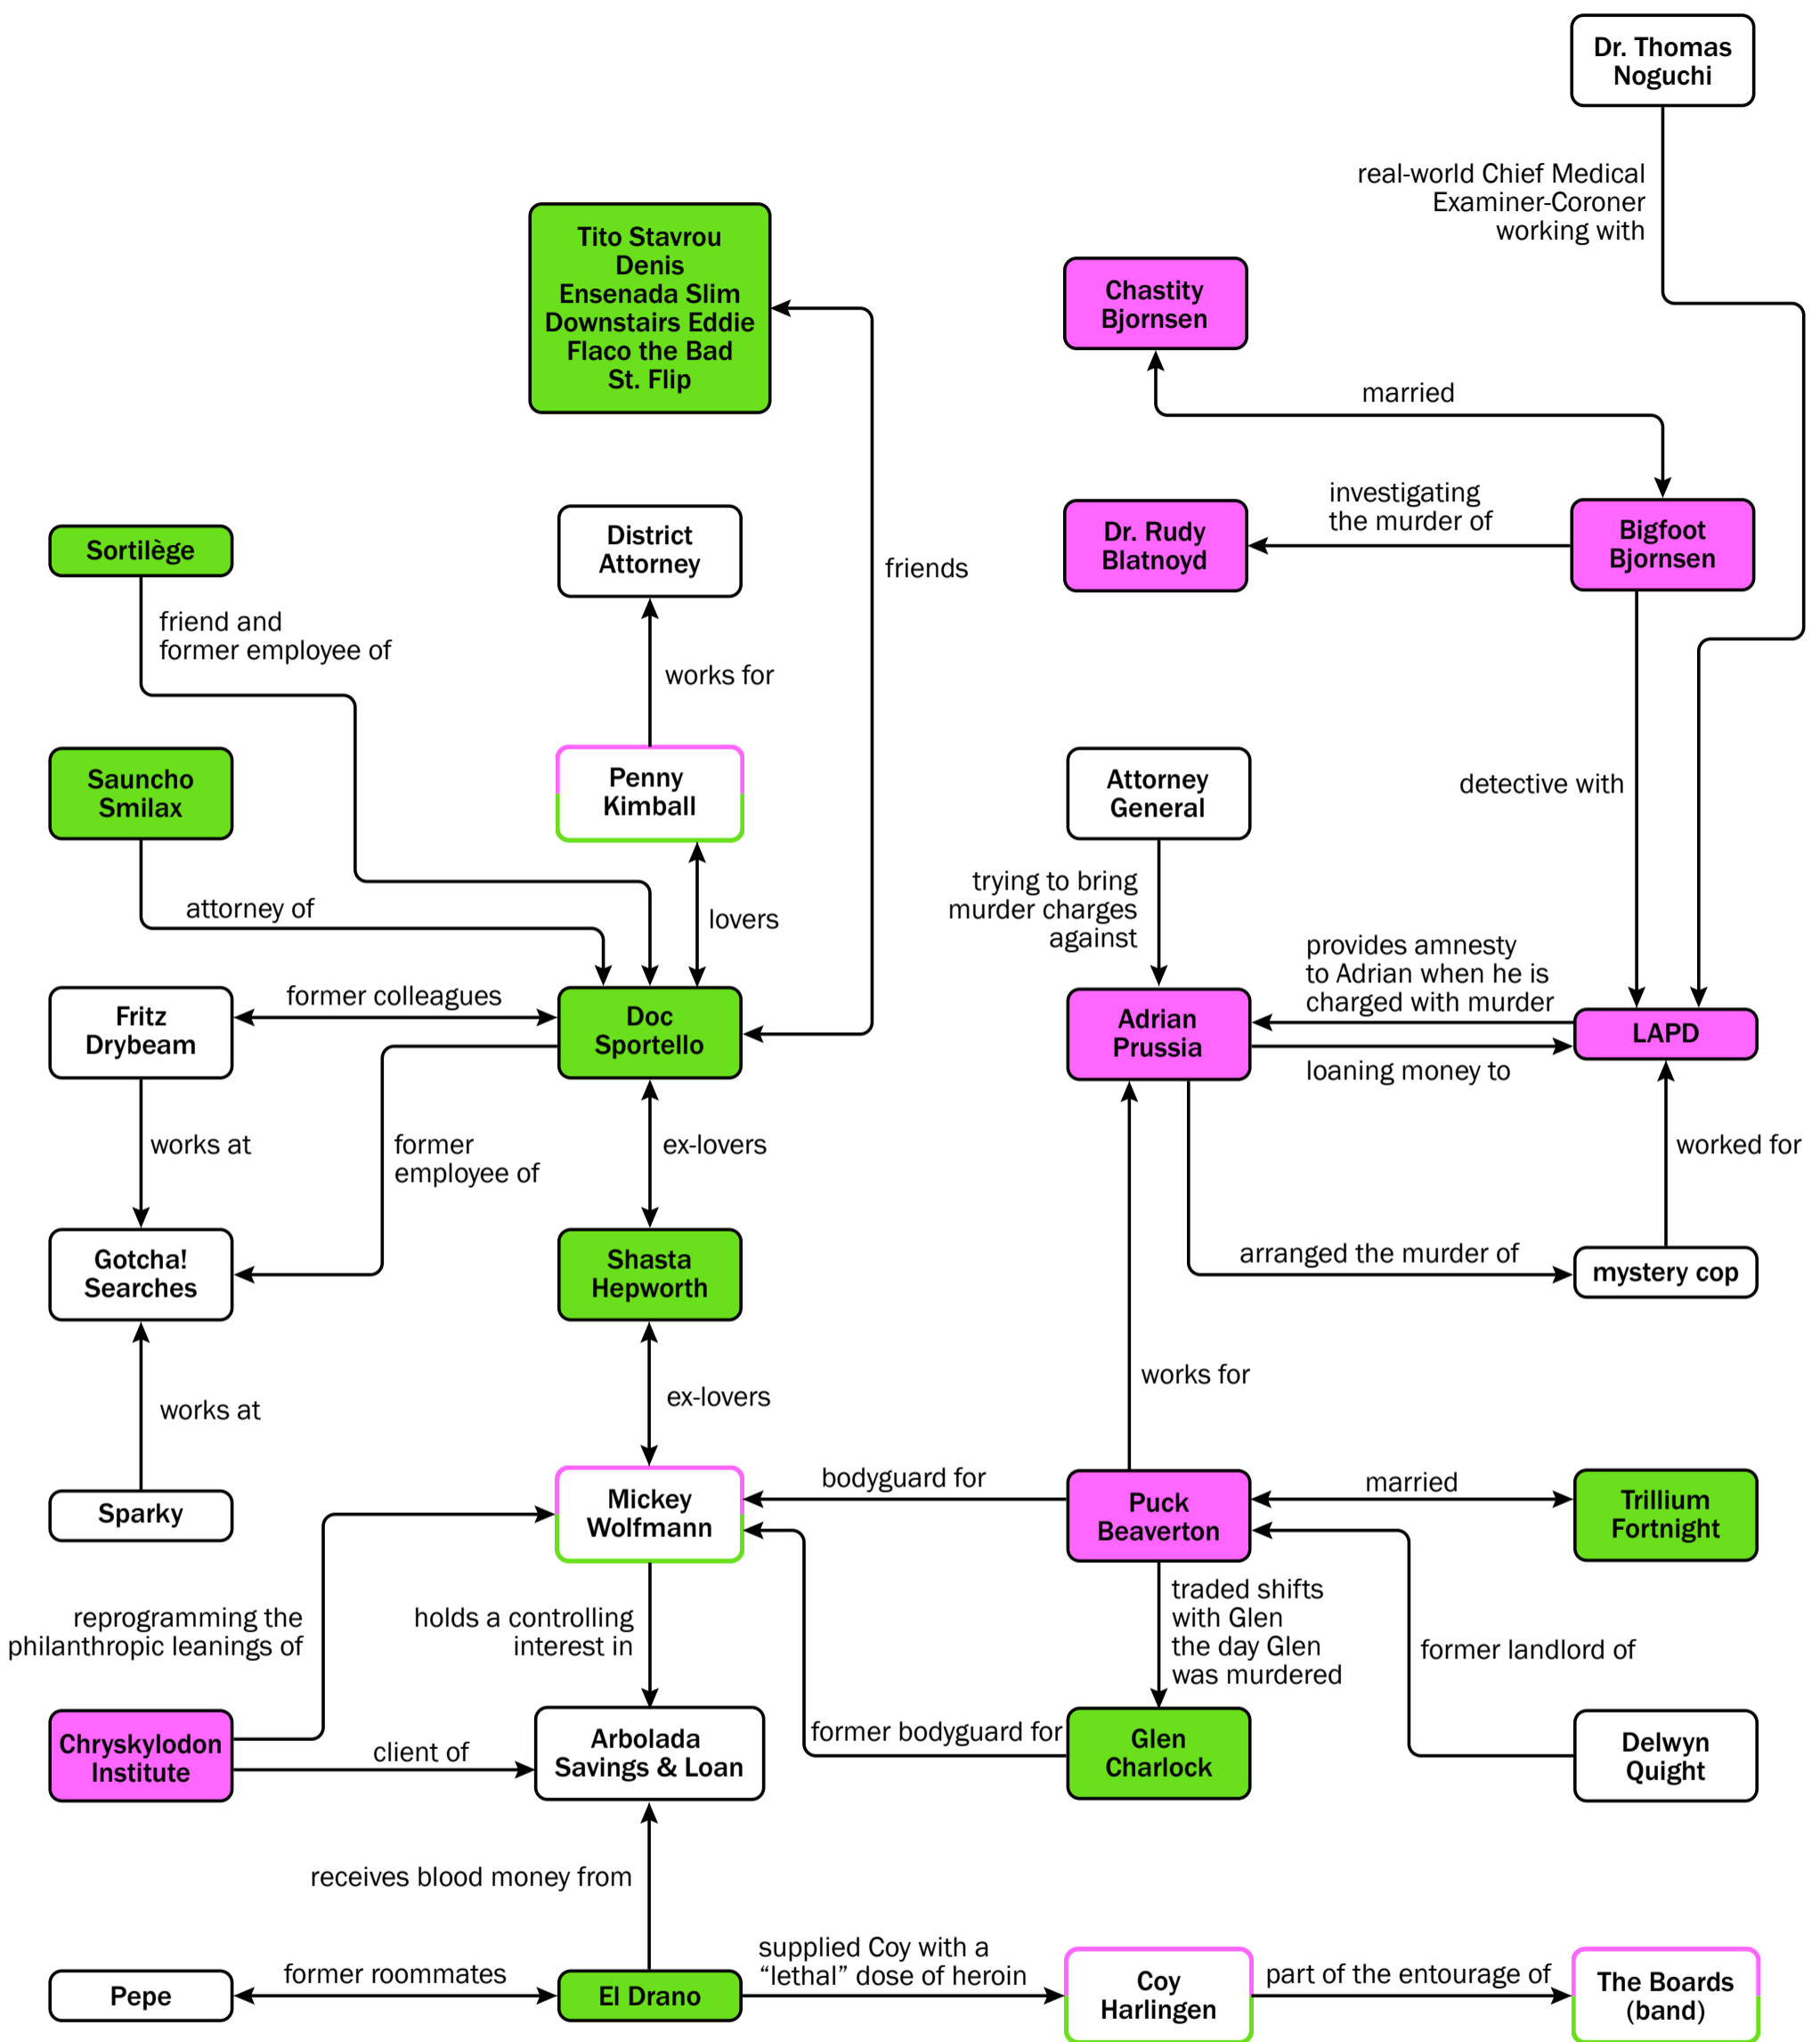 Dr. Thomas
Noguchi
real-world Chief Medical
Examiner-Coroner
working with
Tito Stavrou
Denis
Ensenada Slim
Downstairs Eddie
Flaco the Bad
St. Flip
Chastity
Bjornsen
married
friends
Sortilège
District
Attorney
Dr. Rudy
Blatnoyd
investigating
the murder of
Bigfoot
Bjornsen
friend and
former employee of
works for
Sauncho
Smilax
Penny
Kimball
Attorney
General
detective with
attorney of
lovers
trying to bring
murder charges
against
provides amnesty
to Adrian when he is
charged with murder
Fritz
Drybeam
former colleagues
Doc
Sportello
Adrian
Prussia
LAPD
loaning money to
works at
former
employee of
ex-lovers
worked for
Gotcha!
Searches
Shasta
Hepworth
arranged the murder of
mystery cop
works at
ex-lovers
works for
Sparky
Mickey
Wolfmann
bodyguard for
Puck
Beaverton
married
Trillium
Fortnight
reprogramming the
philanthropic leanings of
holds a controlling
interest in
traded shifts
with Glen
the day Glen
was murdered
former landlord of
Chryskylodon
Institute
client of
Arbolada
Savings & Loan
former bodyguard for
Glen
Charlock
Delwyn
Quight
receives blood money from
Pepe
former roommates
El Drano
supplied Coy with a
“lethal” dose of heroin
Coy
Harlingen
part of the entourage of
The Boards
(band)